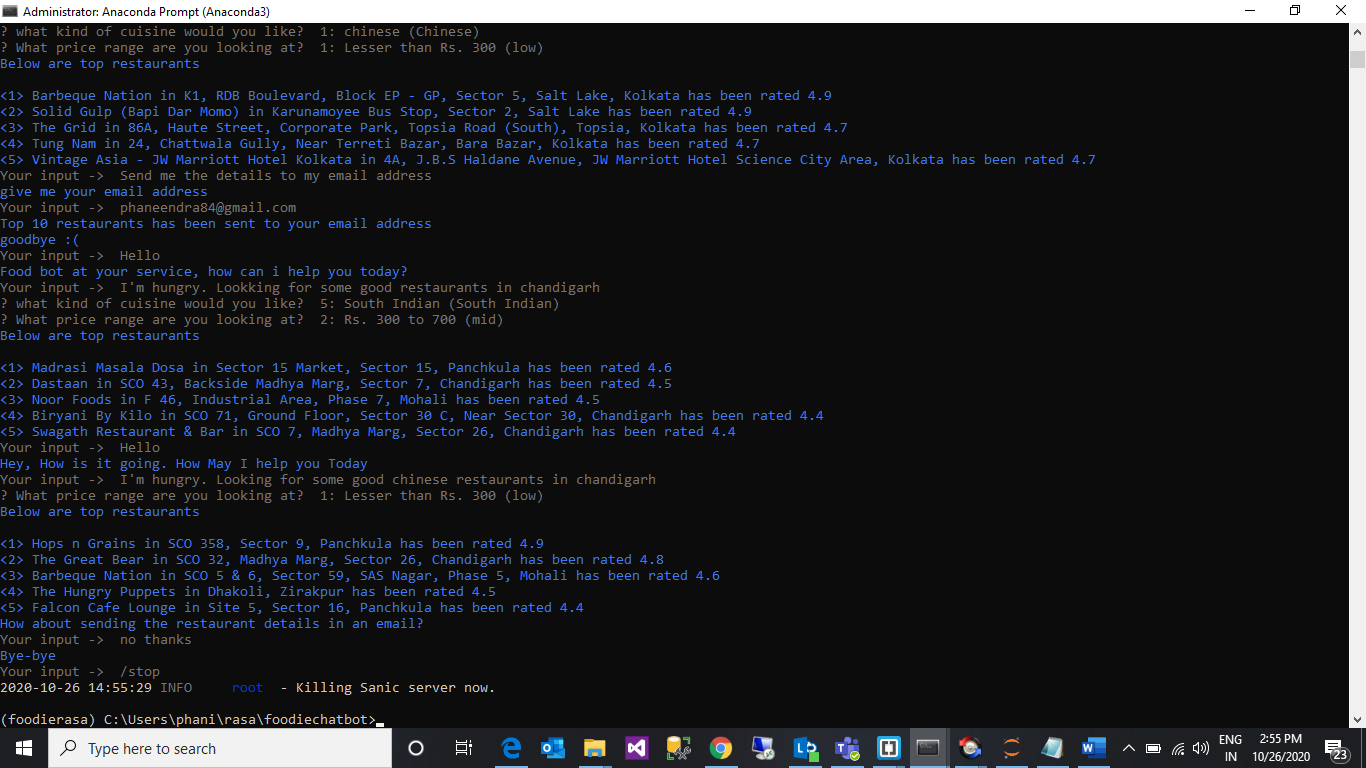 Administrator: Anaconda Prompt (Anaconda3)
? what kind of cuisine would you like?  1: chinese (Chinese)
? What price range are you looking at?  1: Lesser than Rs. 300 (low)
Below are top restaurants
<1> Barbeque Nation in K1, RDB Boulevard, Block EP - GP, Sector 5, Salt Lake, Kolkata has been rated 4.9
<2> Solid Gulp (Bapi Dar Momo) in Karunamoyee Bus Stop, Sector 2, Salt Lake has been rated 4.9
<3> The Grid in 86A, Haute Street, Corporate Park, Topsia Road (South), Topsia, Kolkata has been rated 4.7
<4> Tung Nam in 24, Chattwala Gully, Near Terreti Bazar, Bara Bazar, Kolkata has been rated 4.7
<5> Vintage Asia - JW Marriott Hotel Kolkata in 4A, J.B.S Haldane Avenue, JW Marriott Hotel Science City Area, Kolkata has been rated 4.7
Your input ->  Send me the details to my email address
give me your email address
Your input ->  phaneendra84@gmail.com
Top 10 restaurants has been sent to your email address
goodbye :(
Your input ->  Hello
Food bot at your service, how can i help you today?
Your input ->  I'm hungry. Lookking for some good restaurants in chandigarh
? what kind of cuisine would you like?  5: South Indian (South Indian)
? What price range are you looking at?  2: Rs. 300 to 700 (mid)
Below are top restaurants
<1> Madrasi Masala Dosa in Sector 15 Market, Sector 15, Panchkula has been rated 4.6
<2> Dastaan in SCO 43, Backside Madhya Marg, Sector 7, Chandigarh has been rated 4.5
<3> Noor Foods in F 46, Industrial Area, Phase 7, Mohali has been rated 4.5
<4> Biryani By Kilo in SCO 71, Ground Floor, Sector 30 C, Near Sector 30, Chandigarh has been rated 4.4
<5> Swagath Restaurant & Bar in SCO 7, Madhya Marg, Sector 26, Chandigarh has been rated 4.4
Your input ->  Hello
Hey, How is it going. How May I help you Today
Your input ->  I'm hungry. Looking for some good chinese restaurants in chandigarh
? What price range are you looking at?  1: Lesser than Rs. 300 (low)
Below are top restaurants
<1> Hops n Grains in SCO 358, Sector 9, Panchkula has been rated 4.9
<2> The Great Bear in SCO 32, Madhya Marg, Sector 26, Chandigarh has been rated 4.8
<3> Barbeque Nation in SCO 5 & 6, Sector 59, SAS Nagar, Phase 5, Mohali has been rated 4.6
<4> The Hungry Puppets in Dhakoli, Zirakpur has been rated 4.5
<5> Falcon Cafe Lounge in Site 5, Sector 16, Panchkula has been rated 4.4
How about sending the restaurant details in an email?
Your input ->  no thanks
Bye-bye
Your input ->  /stop
2020-10-26 14:55:29 INFO     root  - Killing Sanic server now.
(foodierasa) C:\Users\phani\rasa\foodiechatbot>
Type here to search
ENG
IN
2:55 PM
10/26/2020
23